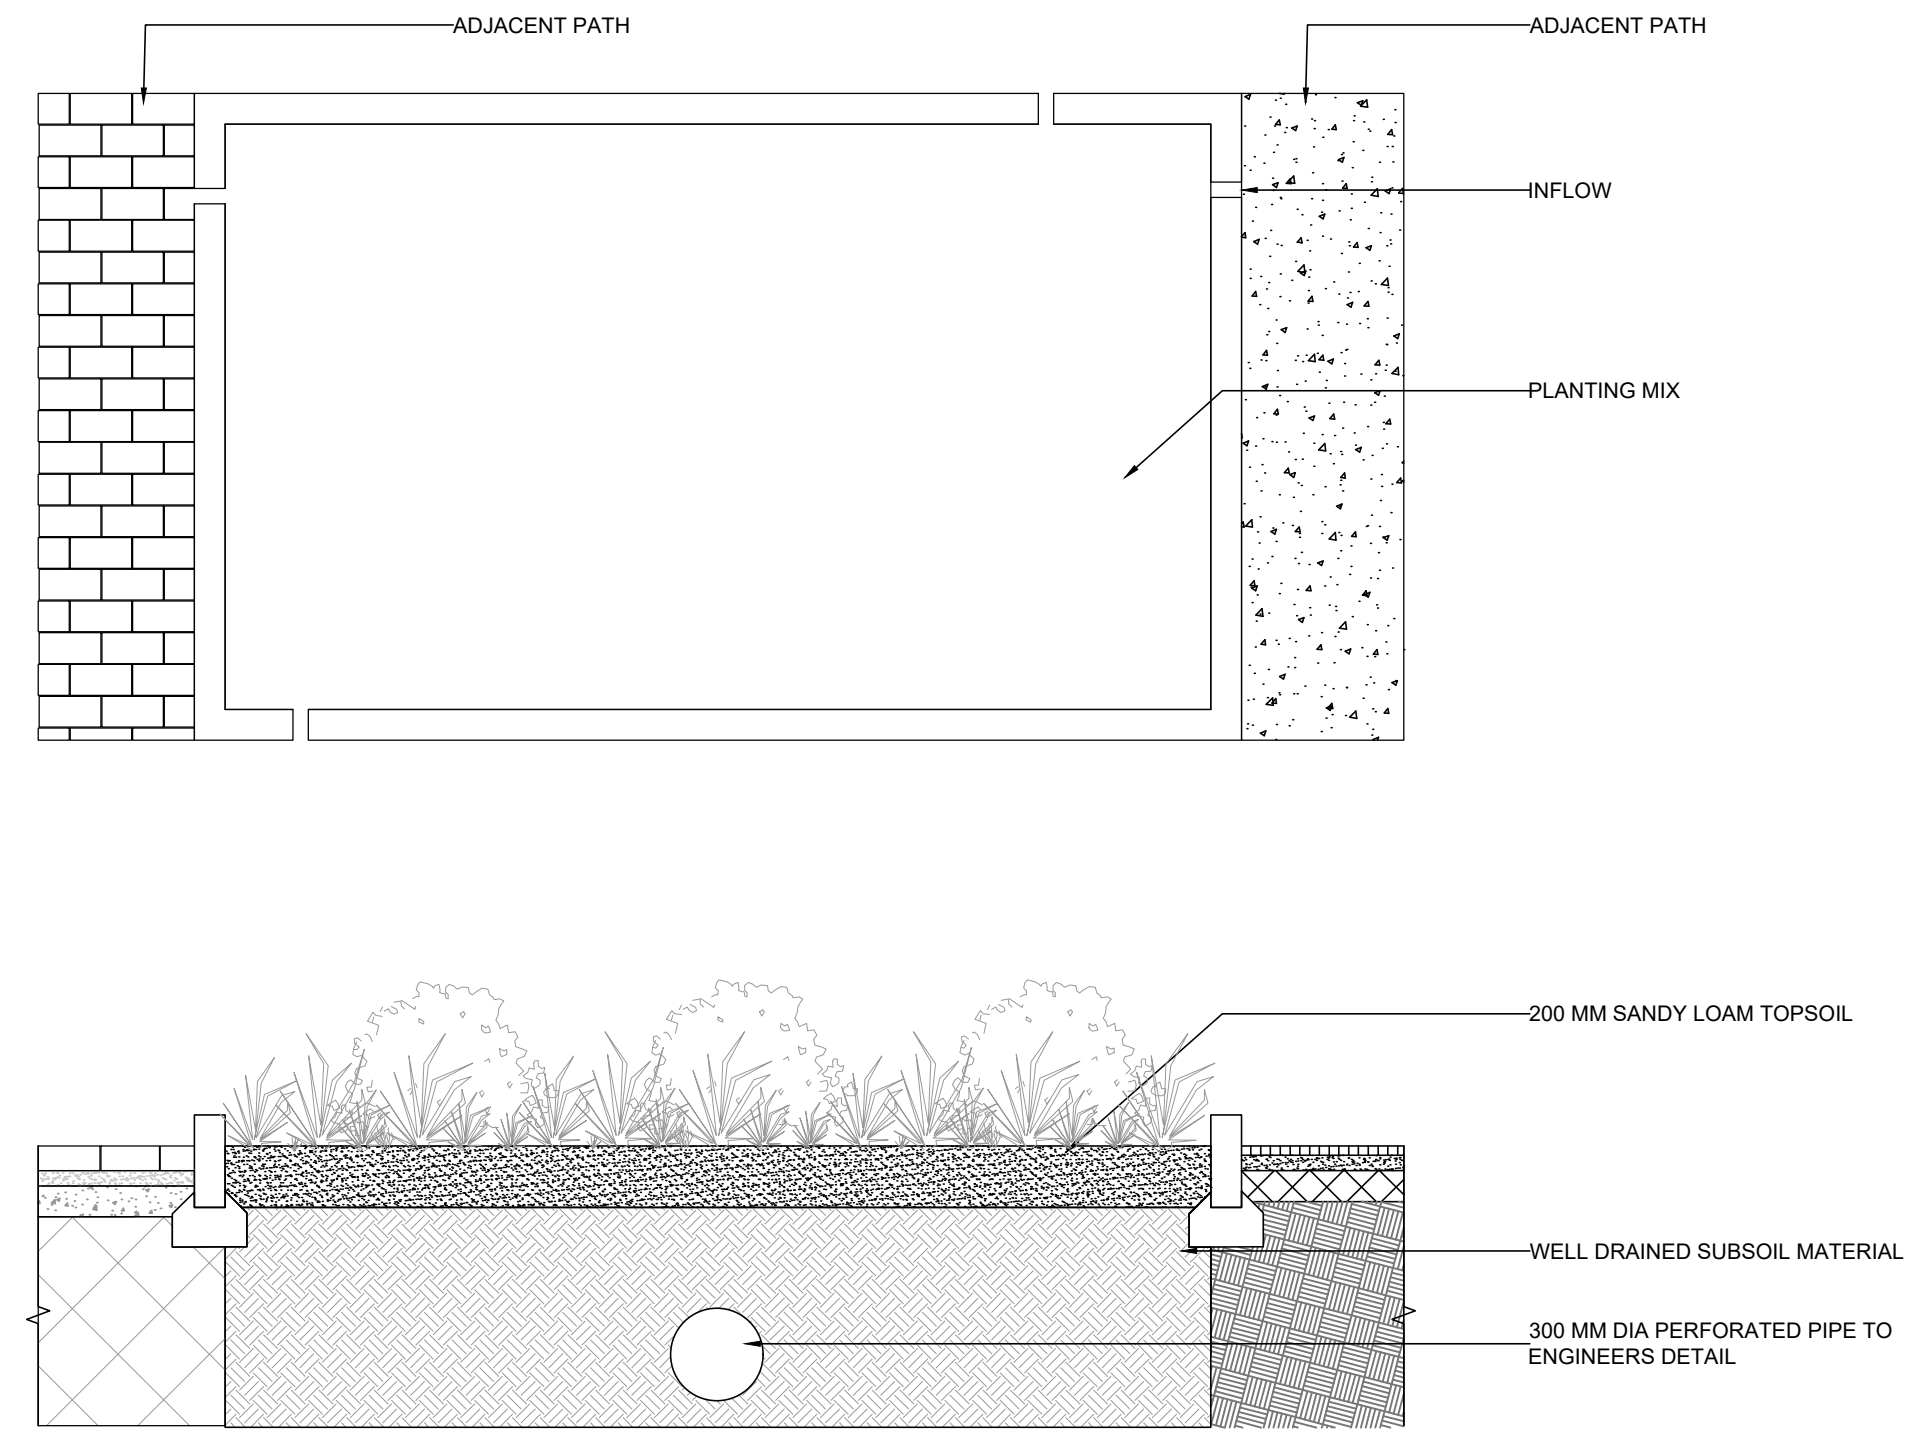 ADJACENT PATH
ADJACENT PATH
INFLOW
PLANTING MIX
200 MM SANDY LOAM TOPSOIL
WELL DRAINED SUBSOIL MATERIAL
300 MM DIA PERFORATED PIPE TO
ENGINEERS DETAIL